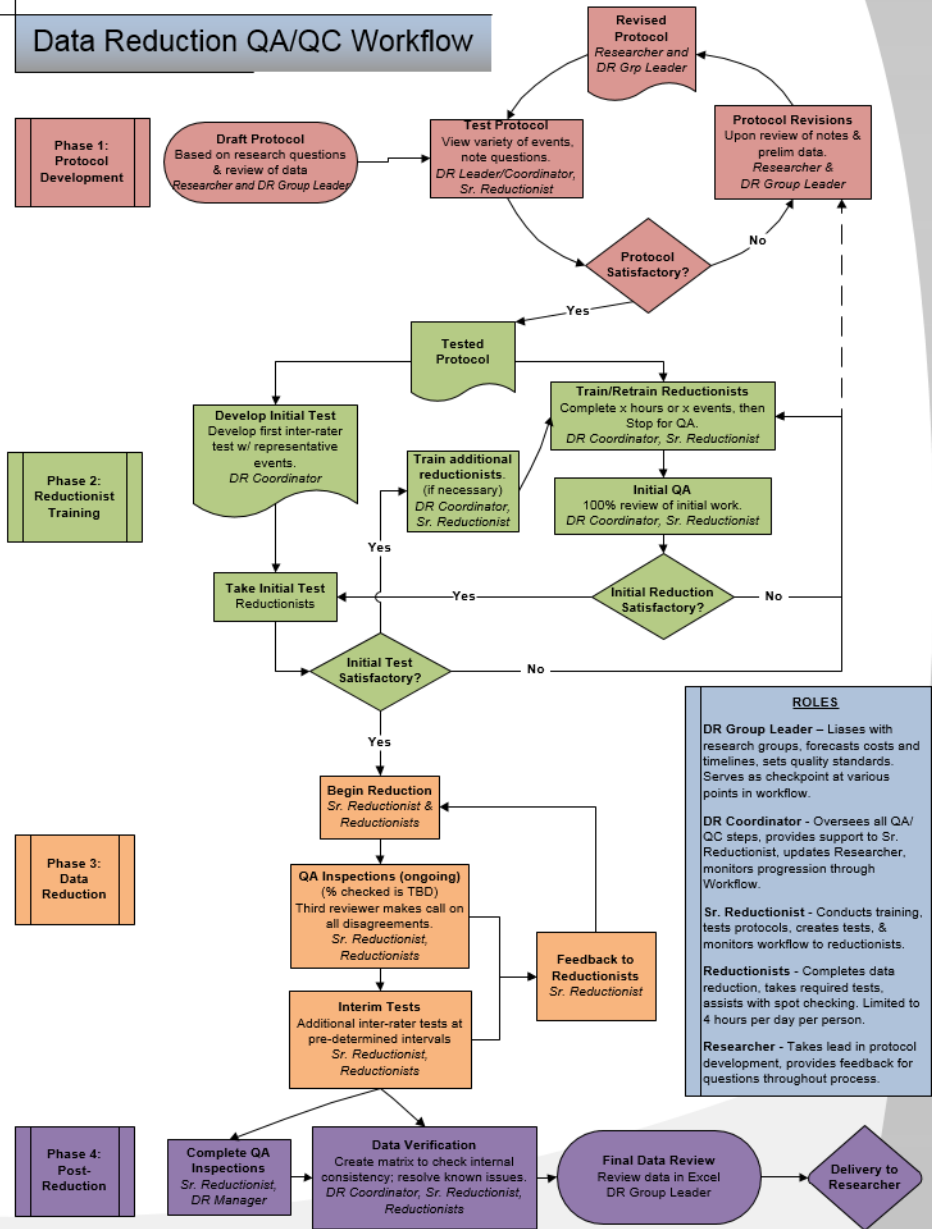 Data Reduction QA/QC Workflow
Revised
Protocol
Researcher and
DR Grp Leader
Phase 1:
Protocol
Development
Draft Protocol
Based on research questions
& review of data
Researcher and DR Group Leader
Test Protocol
View variety of events,
note questions.
DR Leader/Coordinator,
Sr. Reductionist
Protocol Revisions
Upon review of notes &
prelim data.
Researcher &
DR Group Leader
No
Protocol
Satisfactory?
Yes
Tested
Protocol
Phase 2:
Reductionist
Training
Develop Initial Test
Develop first inter-rater
test w/ representative
events.
DR Coordinator
Train/Retrain Reductionists
Complete x hours or x events, then
Stop for QA.
DR Coordinator, Sr. Reductionist
Train additional
reductionists.
(if necessary)
DR Coordinator,
Sr. Reductionist
Initial QA
100% review of initial work.
DR Coordinator, Sr. Reductionist
Yes
Take Initial Test
Reductionists
Yes
Initial Reduction
Satisfactory?
No
Initial Test
Satisfactory?
No
Yes
Phase 3:
Data
Reduction
Begin Reduction
Sr. Reductionist &
Reductionists
QA Inspections (ongoing)
(% checked is TBD)
Third reviewer makes call on
all disagreements.
Sr. Reductionist,
Reductionists
Feedback to
Reductionists
Sr. Reductionist
Interim Tests
Additional inter-rater tests at
pre-determined intervals
Sr. Reductionist,
Reductionists
ROLES
DR Group Leader – Liases with
research groups, forecasts costs and
timelines, sets quality standards.
Serves as checkpoint at various
points in workflow.
DR Coordinator - Oversees all QA/
QC steps, provides support to Sr.
Reductionist, updates Researcher,
monitors progression through
Workflow.
Sr. Reductionist - Conducts training,
tests protocols, creates tests, &
monitors workflow to reductionists.
Reductionists - Completes data
reduction, takes required tests,
assists with spot checking. Limited to
4 hours per day per person.
Researcher - Takes lead in protocol
development, provides feedback for
questions throughout process.
Phase 4:
Post-
Reduction
Complete QA
Inspections
Sr. Reductionist,
DR Manager
Data Verification
Create matrix to check internal
consistency; resolve known issues.
DR Coordinator, Sr. Reductionist,
Reductionists
Final Data Review
Review data in Excel
DR Group Leader
Delivery to
Researcher